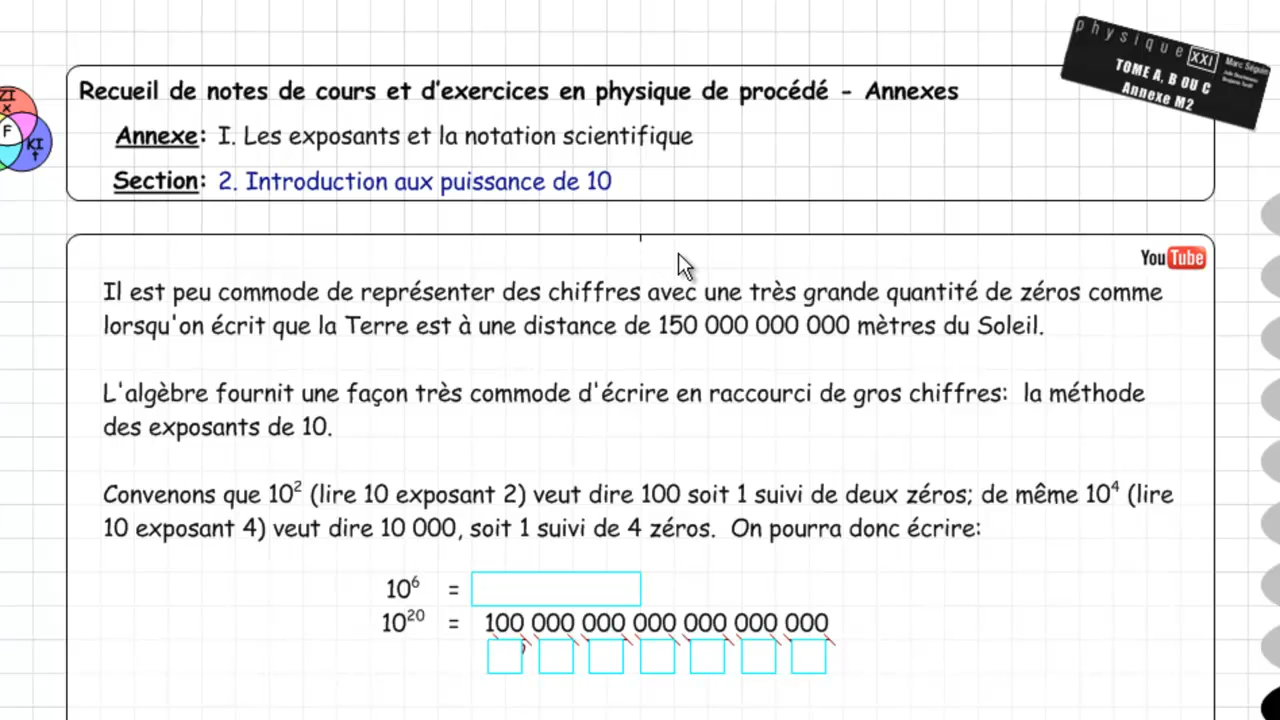 physique XXI
Marc Séguin
TOME A, B OU C
Annexe M2
Recueil de notes de cours et d'exercices en physique de procédé - Annexes
Annexe: I. Les exposants et la notation scientifique
Section: 2. Introduction aux puissance de 10
ZI
x
F
KI
t
You Tube
Il est peu commode de représenter des chiffres avec une très grande quantité de zéros comme
lorsqu'on écrit que la Terre est à une distance de 150 000 000 000 mètres du Soleil.
L'algèbre fournit une façon très commode d'écrire en raccourci de gros chiffres: la méthode
des exposants de 10.
Convenons que 10² (lire 10 exposant 2) veut dire 100 soit 1 suivi de deux zéros; de même 10⁴ (lire
10 exposant 4) veut dire 10 000, soit 1 suivi de 4 zéros. On pourra donc écrire:
10⁶ =
10²⁰ = 100 000 000 000 000 000 000